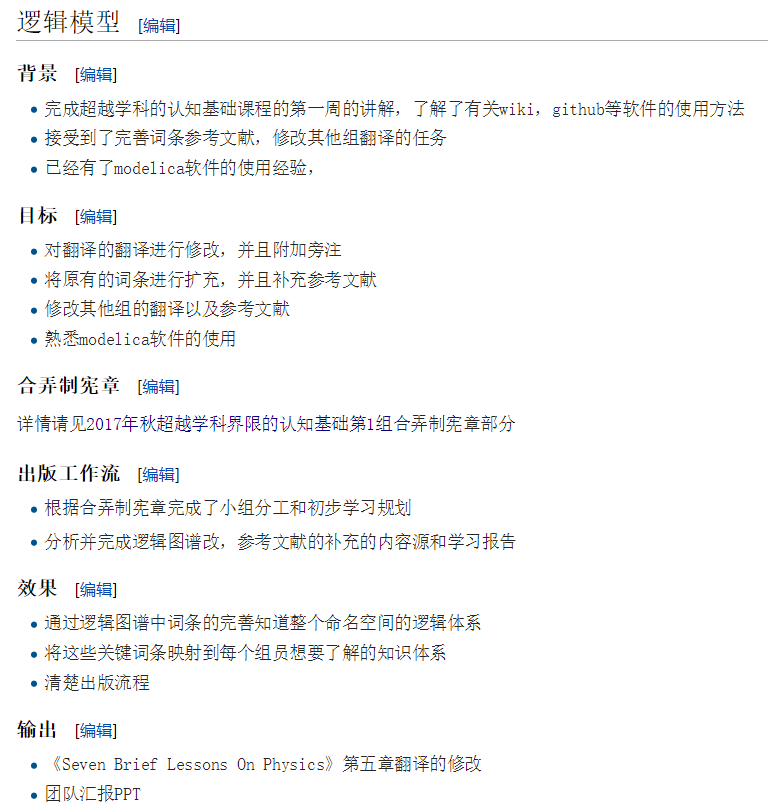 逻辑模型 [编辑]
背景 [编辑]
完成超越学科的认知基础课程的第一周的讲解，了解了有关wiki，github等软件的使用方法
接受到了完善词条参考文献，修改其他组翻译的任务
已经有了modelica软件的使用经验，
目标 [编辑]
对翻译的翻译进行修改，并且附加旁注
将原有的词条进行扩充，并且补充参考文献
修改其他组的翻译以及参考文献
熟悉modelica软件的使用
合弄制宪章 [编辑]
详情请见2017年秋超越学科界限的认知基础第1组合弄制宪章部分
出版工作流 [编辑]
根据合弄制宪章完成了小组分工和初步学习规划
分析并完成逻辑图谱改，参考文献的补充的内容源和学习报告
效果 [编辑]
通过逻辑图谱中词条的完善知道整个命名空间的逻辑体系
将这些关键词条映射到每个组员想要了解的知识体系
清楚出版流程
输出 [编辑]
《Seven Brief Lessons On Physics》第五章翻译的修改
团队汇报PPT